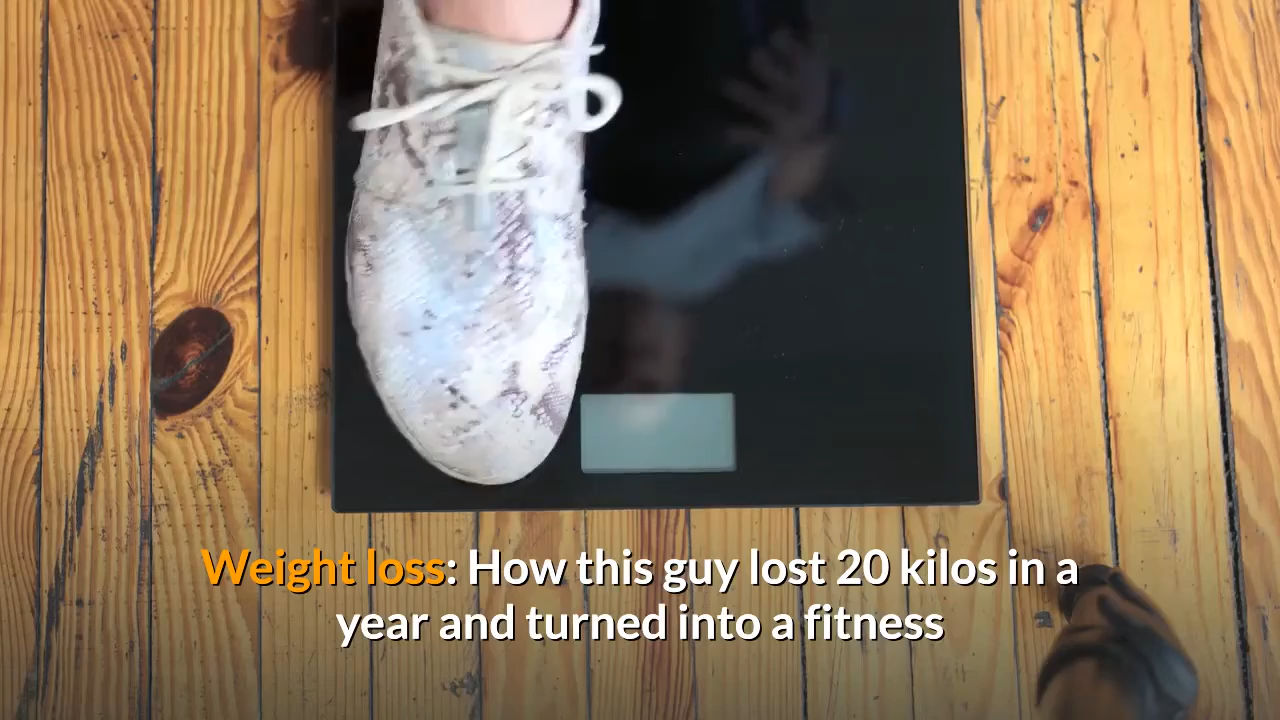 Weight loss: How this guy lost 20 kilos in a
year and turned into a fitness